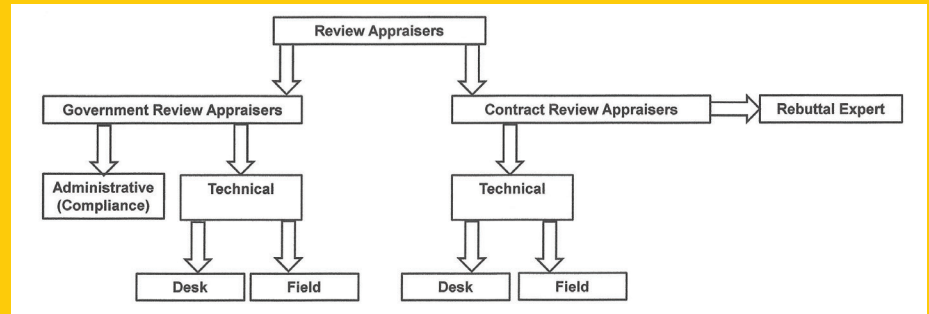 Review Appraisers
Government Review Appraisers
Contract Review Appraisers
Rebuttal Expert
Administrative
(Compliance)
Technical
Technical
Desk
Field
Desk
Field